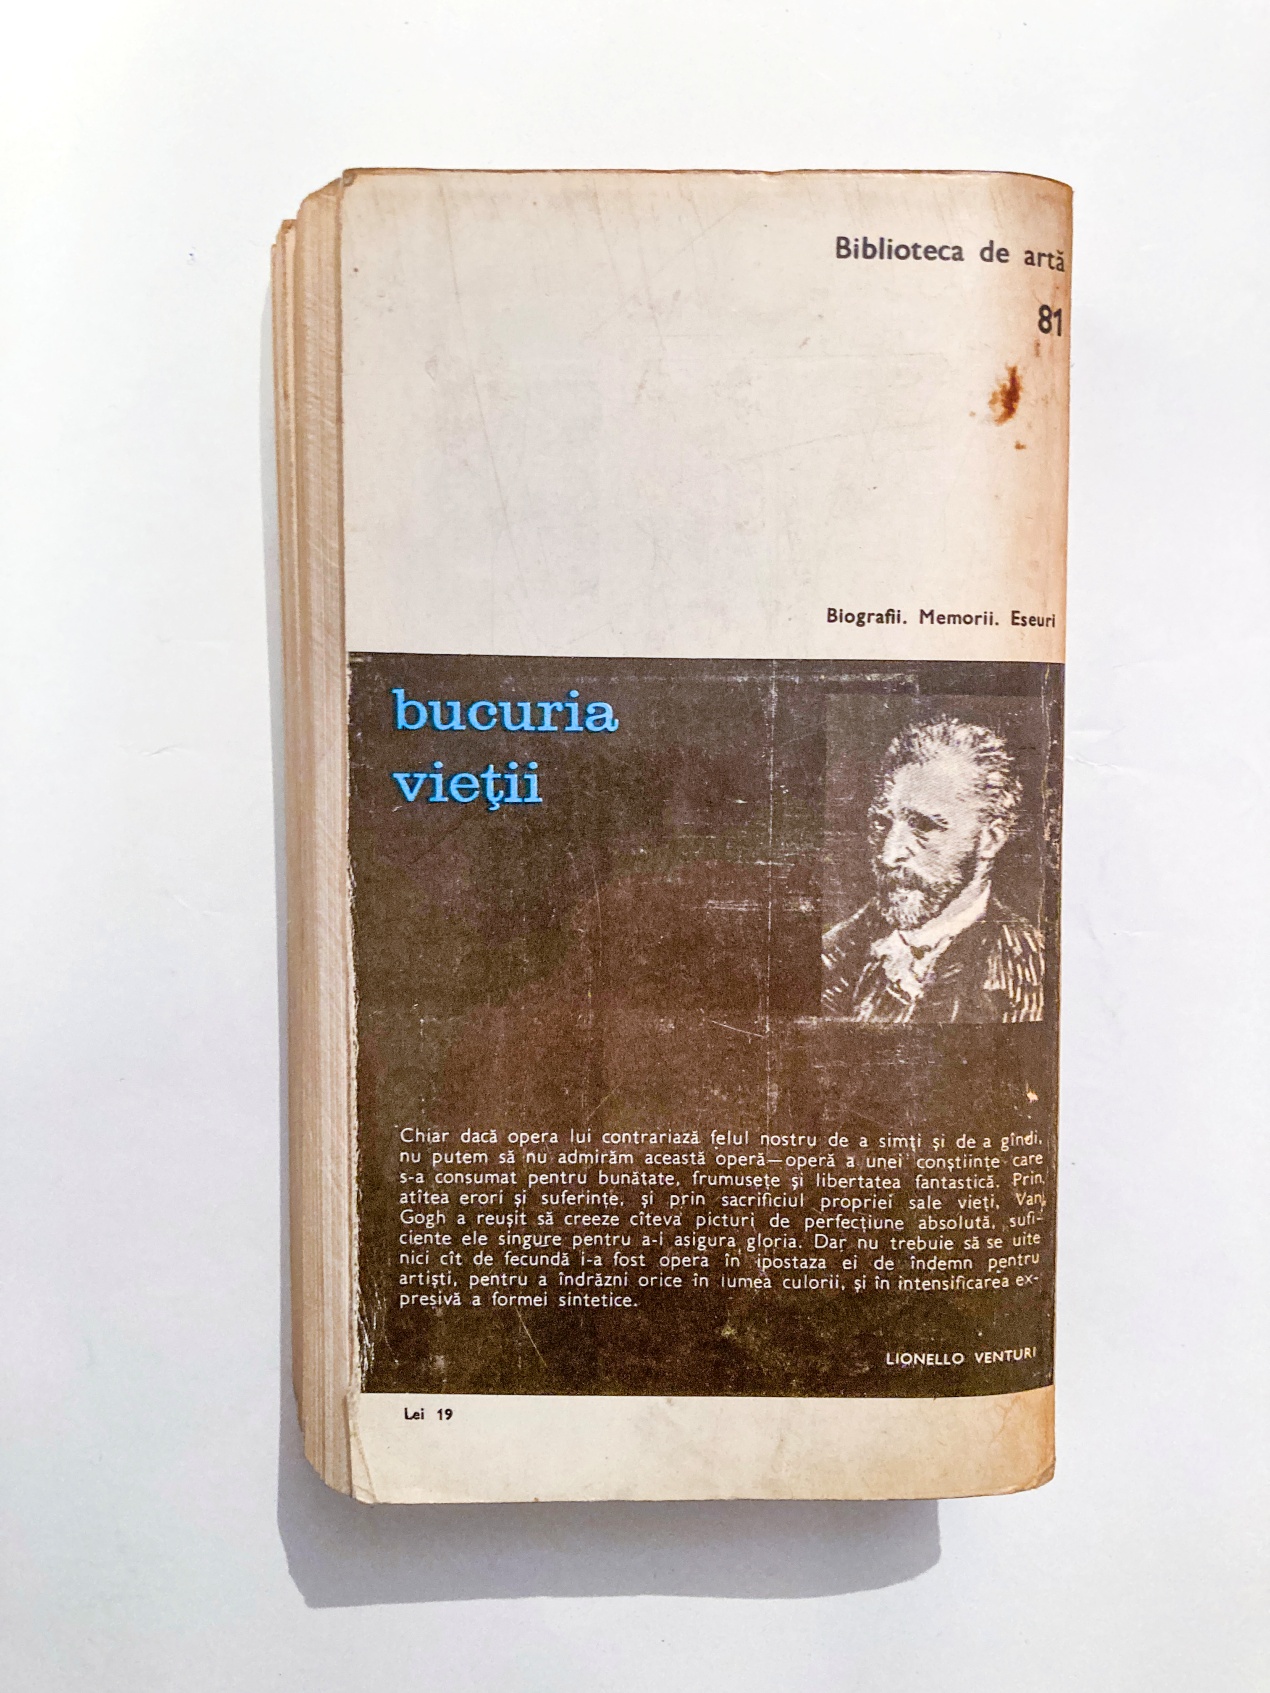 Biblioteca de artă
81
Biografii. Memorii. Eseuri
bucuria
vieţii
Chiar dacă opera lui contrariază felul nostru de a simţi şi de a gîndi,
nu putem să nu admirăm această operă—operă a unei conştiinţe care
s-a consumat pentru bunătate, frumuseţe şi libertatea fantastică. Prin
atîtea erori şi suferinţe, şi prin sacrificiul propriei sale vieţi, Van
Gogh a reuşit să creeze cîteva picturi de perfecţiune absolută, sufi-
ciente ele singure pentru a-i asigura gloria. Dar nu trebuie să se uite
nici cît de fecundă i-a fost opera în ipostaza ei de îndemn pentru
artişti, pentru a îndrăzni orice în lumea culorii, şi în intensificarea ex-
presivă a formei sintetice.
LIONELLO VENTURI
Lei 19